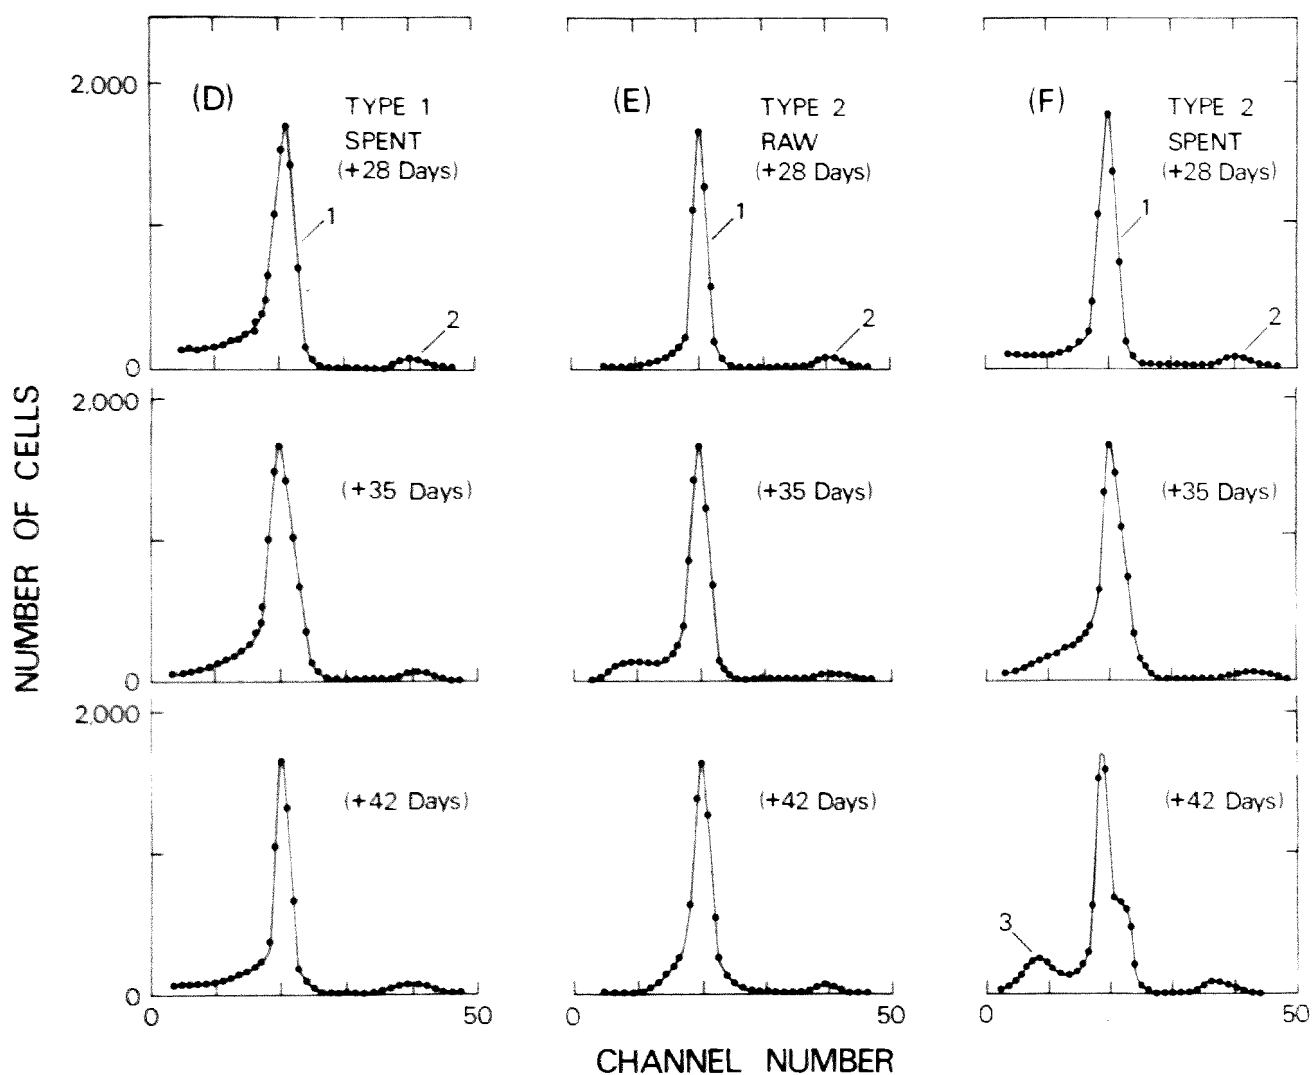 2,000
(D)
TYPE 1
SPENT
(+28 Days)
1
2
0
(E)
TYPE 2
RAW
(+28 Days)
1
2
(F)
TYPE 2
SPENT
(+28 Days)
1
2
NUMBER OF CELLS
2,000
(+35 Days)
0
(+35 Days)
(+35 Days)
2,000
(+42 Days)
0
(+42 Days)
(+42 Days)
3
0
50
0
50
0
50
CHANNEL NUMBER